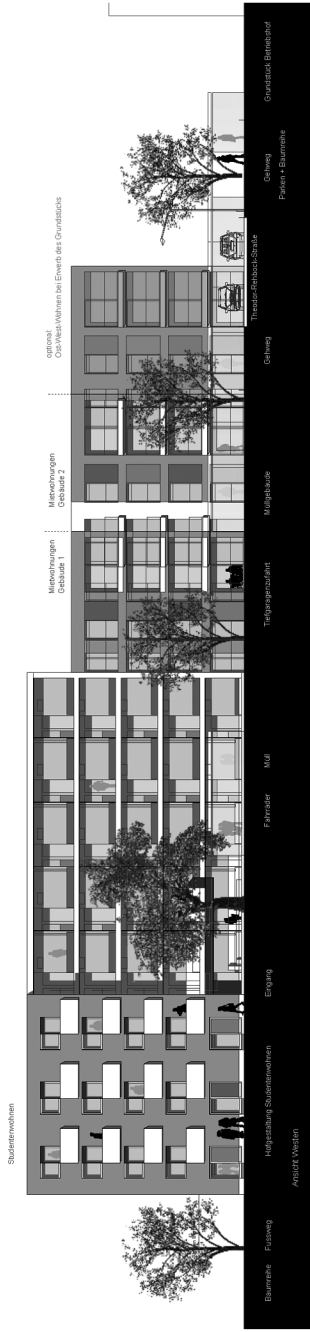 Studentenwohnen
Mietwohnungen
Gebäude 1
Mietwohnungen
Gebäude 2
optional:
Ost-West-Wohnen bei Erwerb des Grundstücks
Baumreihe
Fussweg
Hofgestaltung Studentenwohnen
Eingang
Fahrräder
Müll
Tiefgaragenzufahrt
Müllgebäude
Gehweg
Theodor-Rehbock-Straße
Gehweg
Parken + Baumreihe
Grundstück Betriebshof
Ansicht Westen